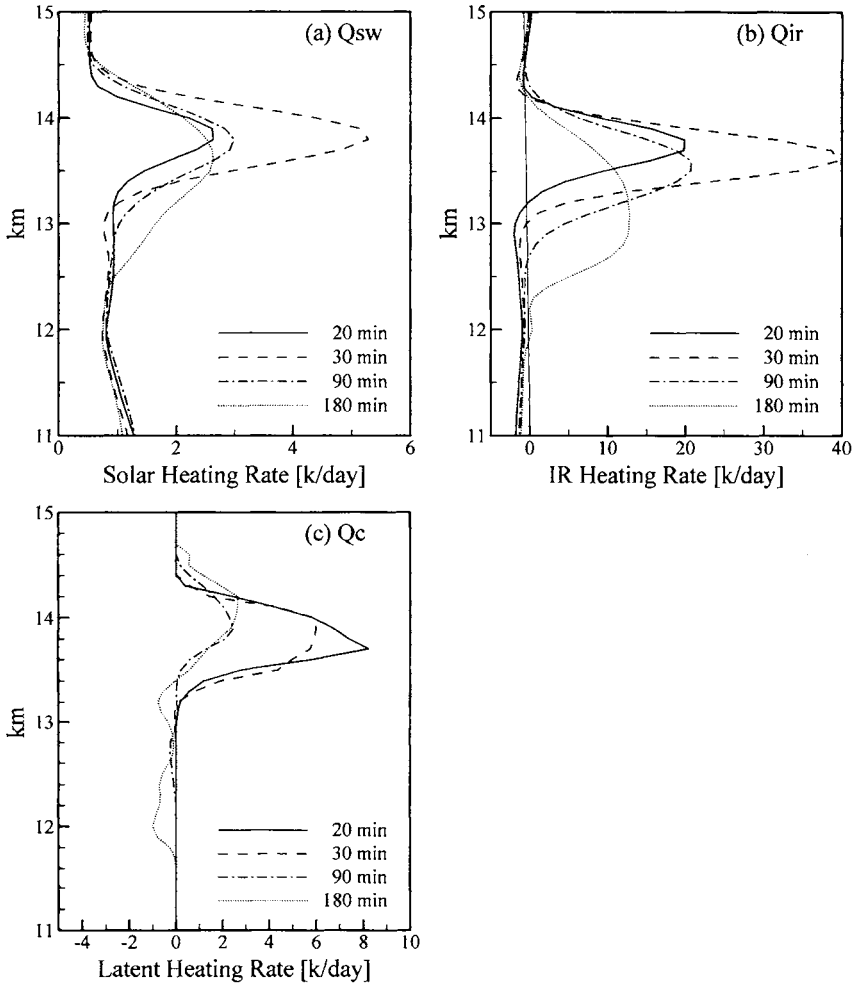 15
14
13
12
11
km
(a) Qsw
20 min
30 min
90 min
180 min
0
2
4
6
Solar Heating Rate [k/day]
15
14
13
12
11
km
(b) Qir
20 min
30 min
90 min
180 min
0
10
20
30
40
IR Heating Rate [k/day]
15
14
13
12
11
km
(c) Qc
20 min
30 min
90 min
180 min
-4
-2
0
2
4
6
8
10
Latent Heating Rate [k/day]